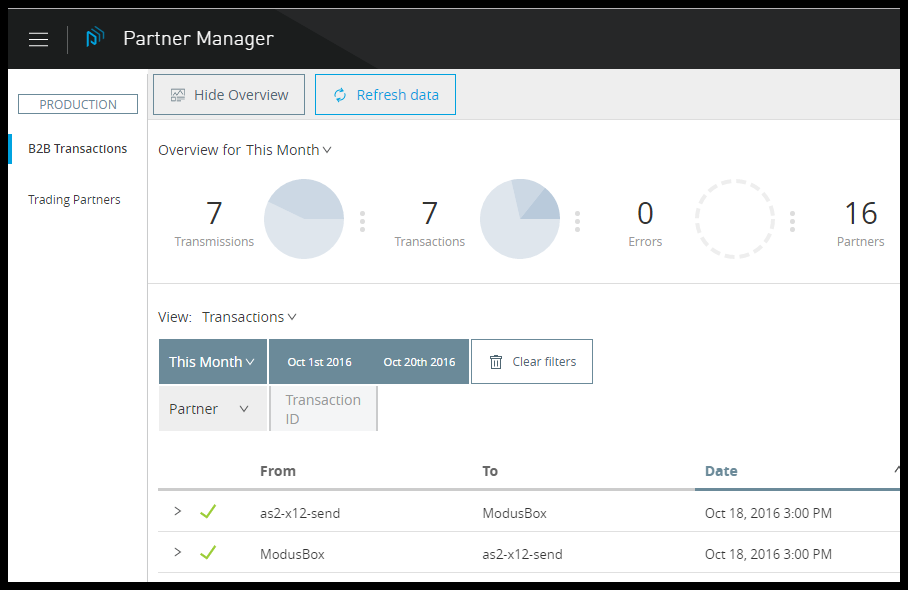 Partner Manager
PRODUCTION
B2B Transactions
Trading Partners
Hide Overview
Refresh data
Overview for This Month
7
Transmissions
7
Transactions
0
Errors
16
Partners
View: Transactions
This Month
Oct 1st 2016
Oct 20th 2016
Clear filters
Partner
Transaction
ID
From To Date
as2-x12-send ModusBox Oct 18, 2016 3:00 PM
ModusBox as2-x12-send Oct 18, 2016 3:00 PM